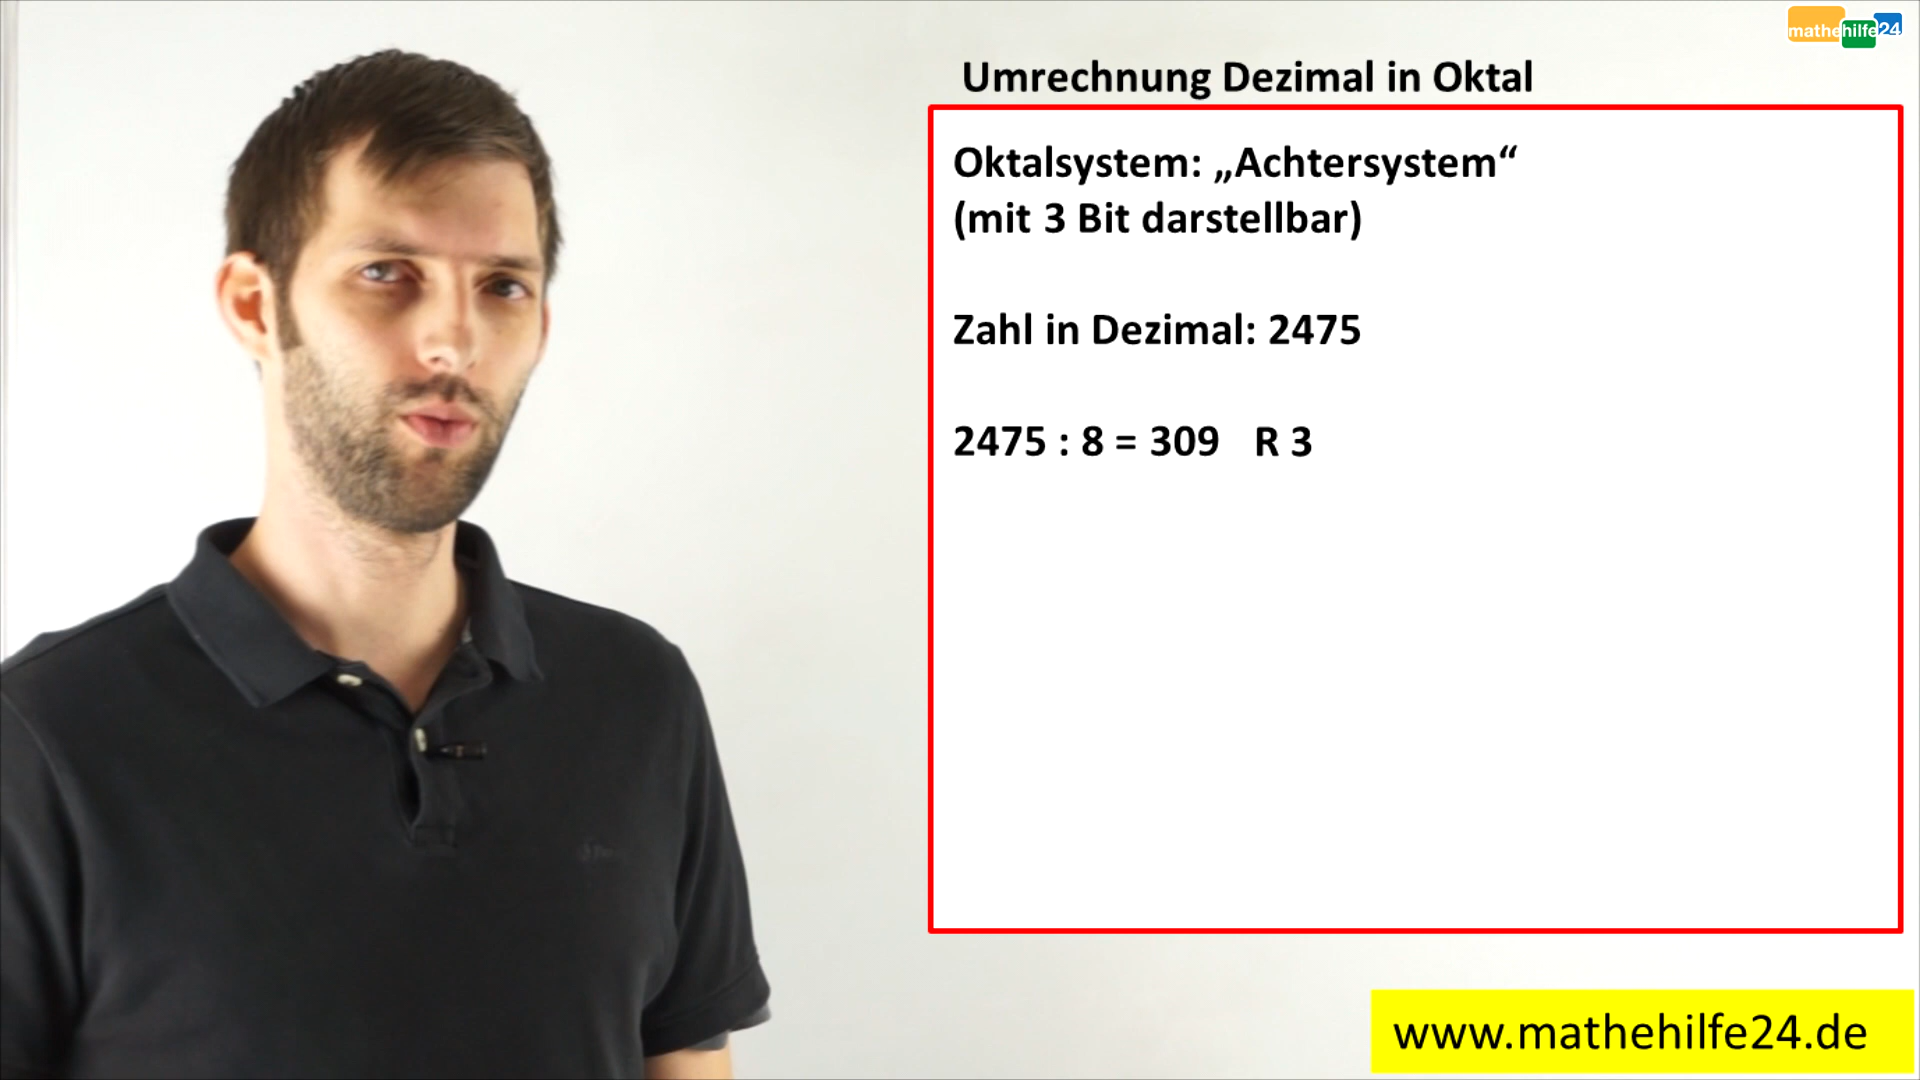 mathehilfe24
Umrechnung Dezimal in Oktal
Oktalsystem: „Achtersystem“
(mit 3 Bit darstellbar)
Zahl in Dezimal: 2475
2475 : 8 = 309 R 3
www.mathehilfe24.de